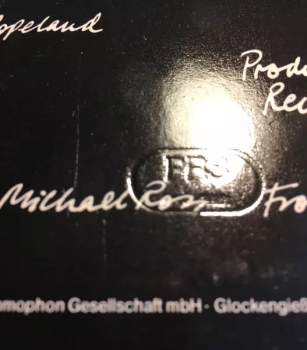 opeland
Produ
Rec
PRS
Michael Ross Fro
omophon Gesellschaft mbH · Glockengieß